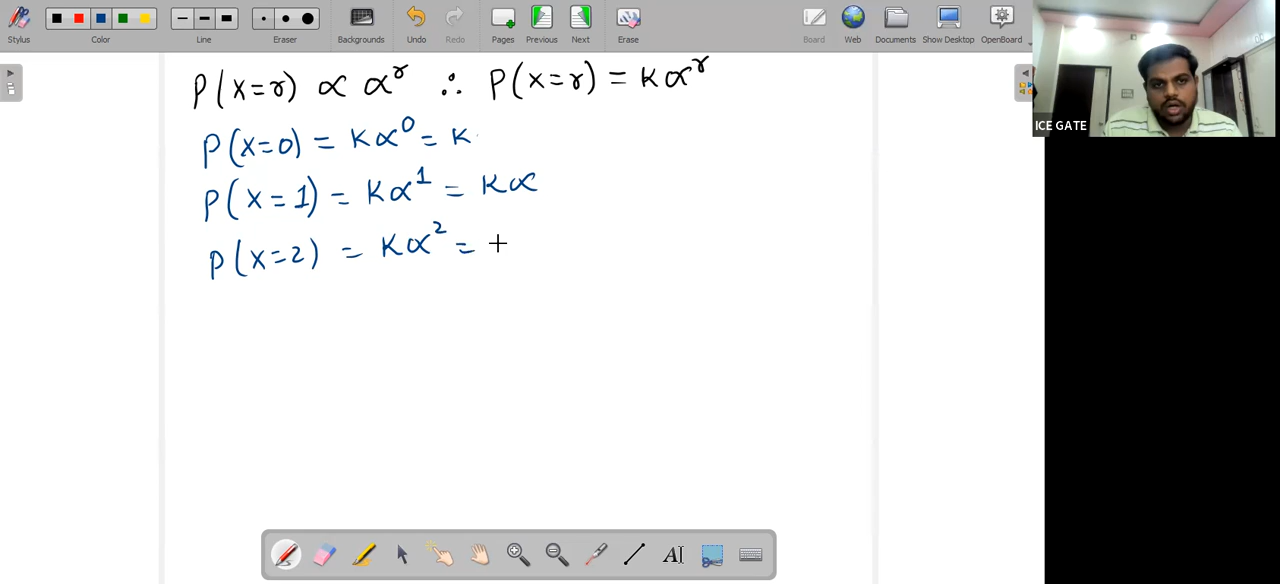 Stylus Color Line Eraser Backgrounds Undo Redo Pages Previous Next Erase Board Web Documents Show Desktop OpenBoard
P(X=r) ∝ α^r ∴ P(X=r) = Kα^r
P(X=0) = Kα^0 = K
P(X=1) = Kα^1 = Kα
P(X=2) = Kα^2 =
ICE GATE
AI